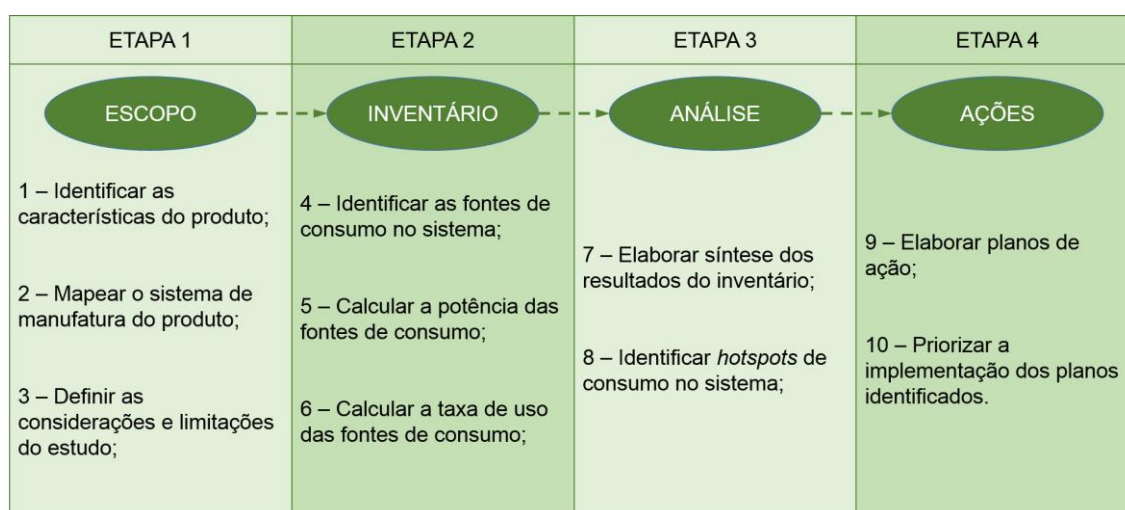 ETAPA 1
ESCOPO
1 – Identificar as
características do produto;
2 – Mapear o sistema de
manufatura do produto;
3 – Definir as
considerações e limitações
do estudo;
ETAPA 2
INVENTÁRIO
4 – Identificar as fontes de
consumo no sistema;
5 – Calcular a potência das
fontes de consumo;
6 – Calcular a taxa de uso
das fontes de consumo;
ETAPA 3
ANÁLISE
7 – Elaborar síntese dos
resultados do inventário;
8 – Identificar hotspots de
consumo no sistema;
ETAPA 4
AÇÕES
9 – Elaborar planos de
ação;
10 – Priorizar a
implementação dos planos
identificados.